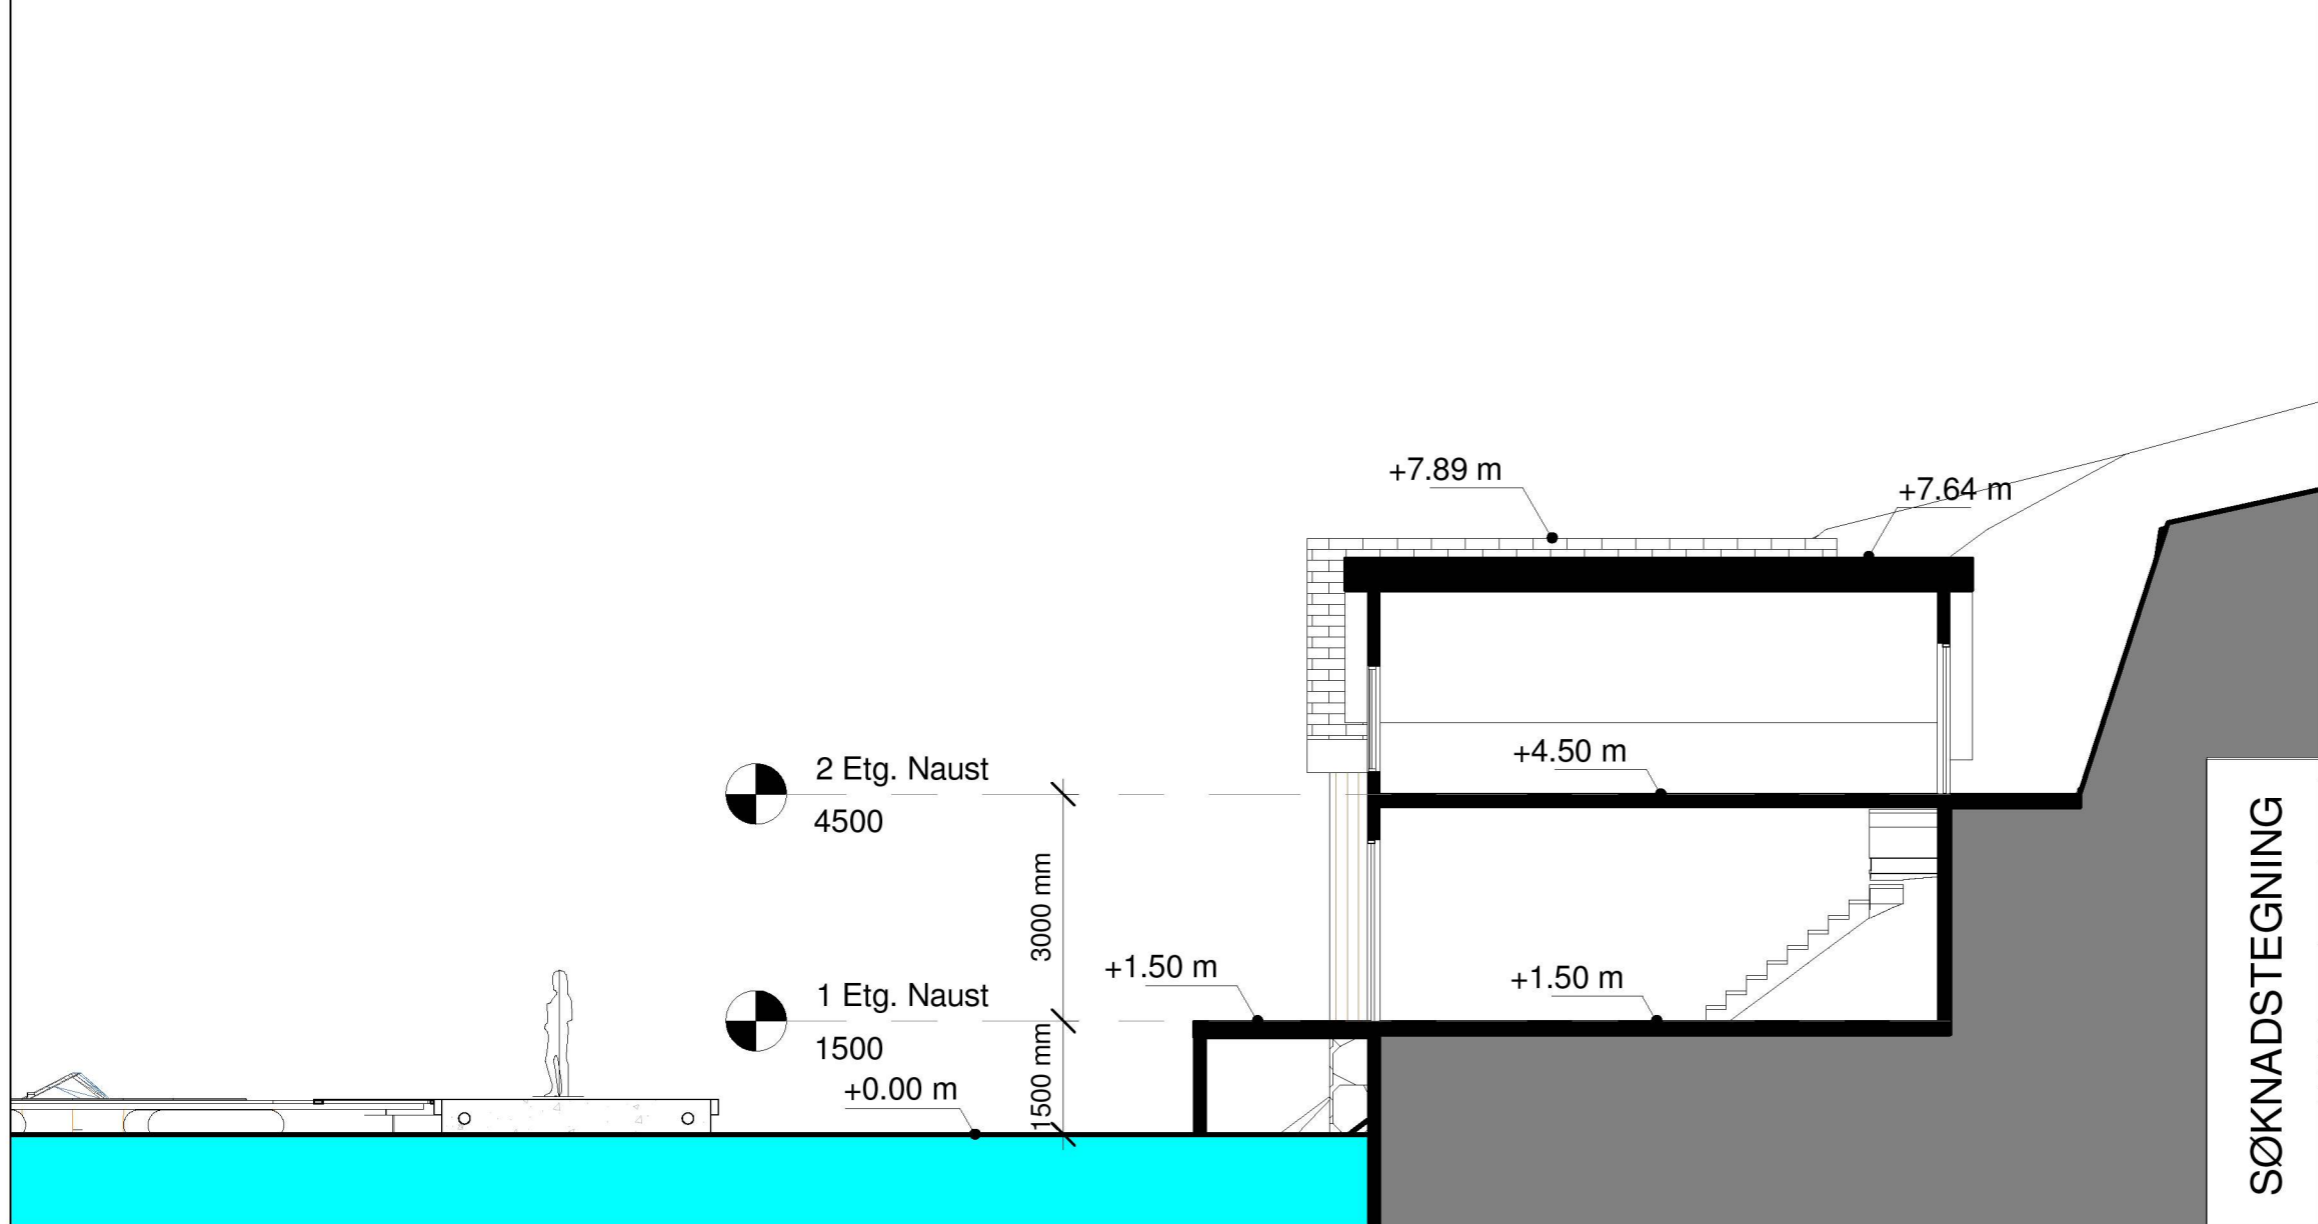 +7.89 m
+7.64 m
2 Etg. Naust
4500
+4.50 m
3000 mm
+1.50 m
+1.50 m
1 Etg. Naust
1500
1500 mm
+0.00 m
SØKNADSTEGNING